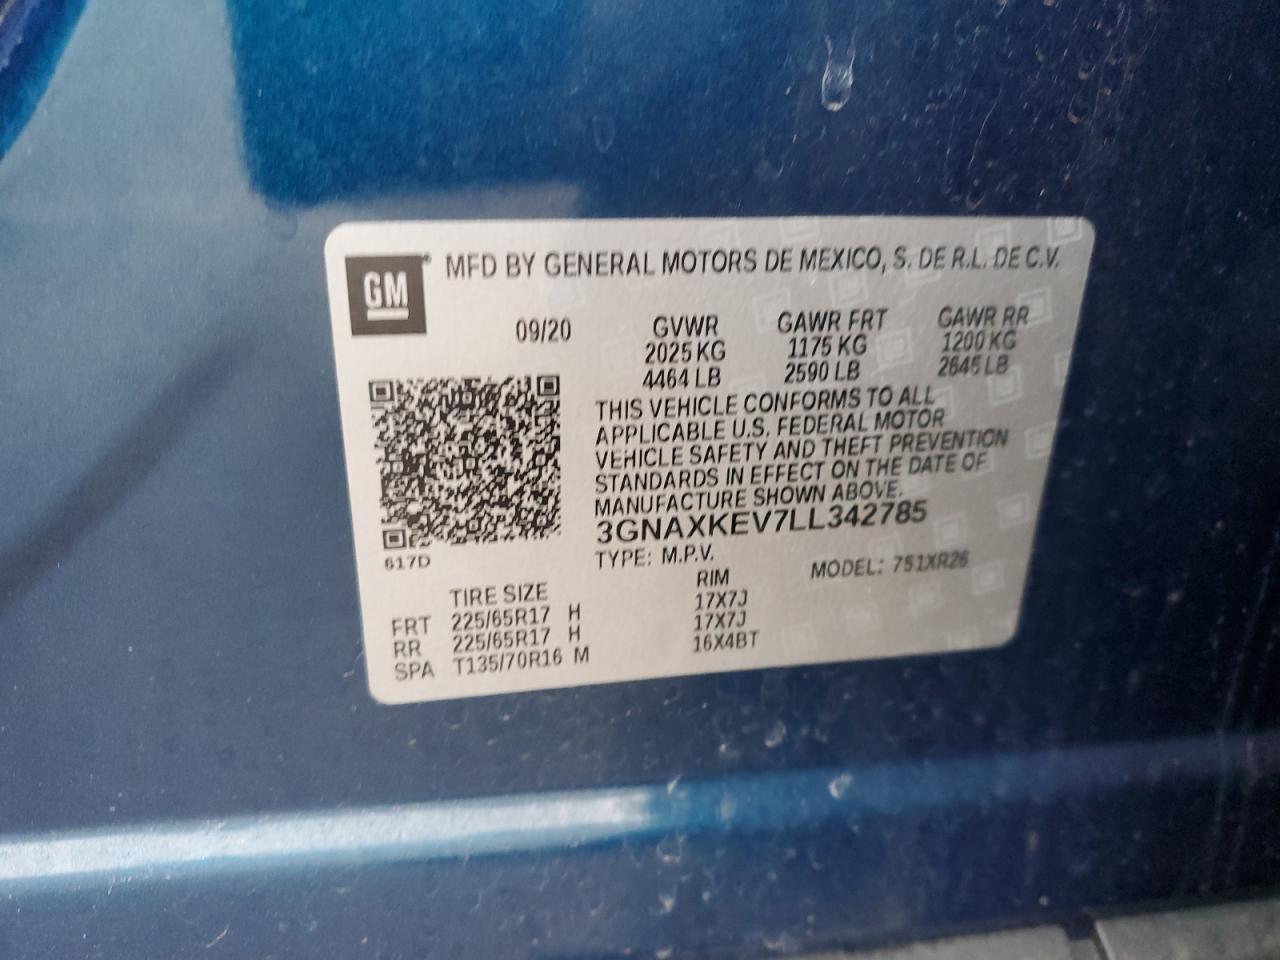 GM MFD BY GENERAL MOTORS DE MEXICO, S. DE R.L. DE C.V.
09/20 GVWR GAWR FRT GAWR RR
2025 KG 1175 KG 1200 KG
4464 LB 2590 LB 2645 LB
THIS VEHICLE CONFORMS TO ALL
APPLICABLE U.S. FEDERAL MOTOR
VEHICLE SAFETY AND THEFT PREVENTION
STANDARDS IN EFFECT ON THE DATE OF
MANUFACTURE SHOWN ABOVE.
3GNAXKEV7LL342785
617D TYPE: M.P.V. MODEL: 751XR26
TIRE SIZE RIM
FRT 225/65R17 H 17X7J
RR 225/65R17 H 17X7J
SPA T135/70R16 M 16X4BT